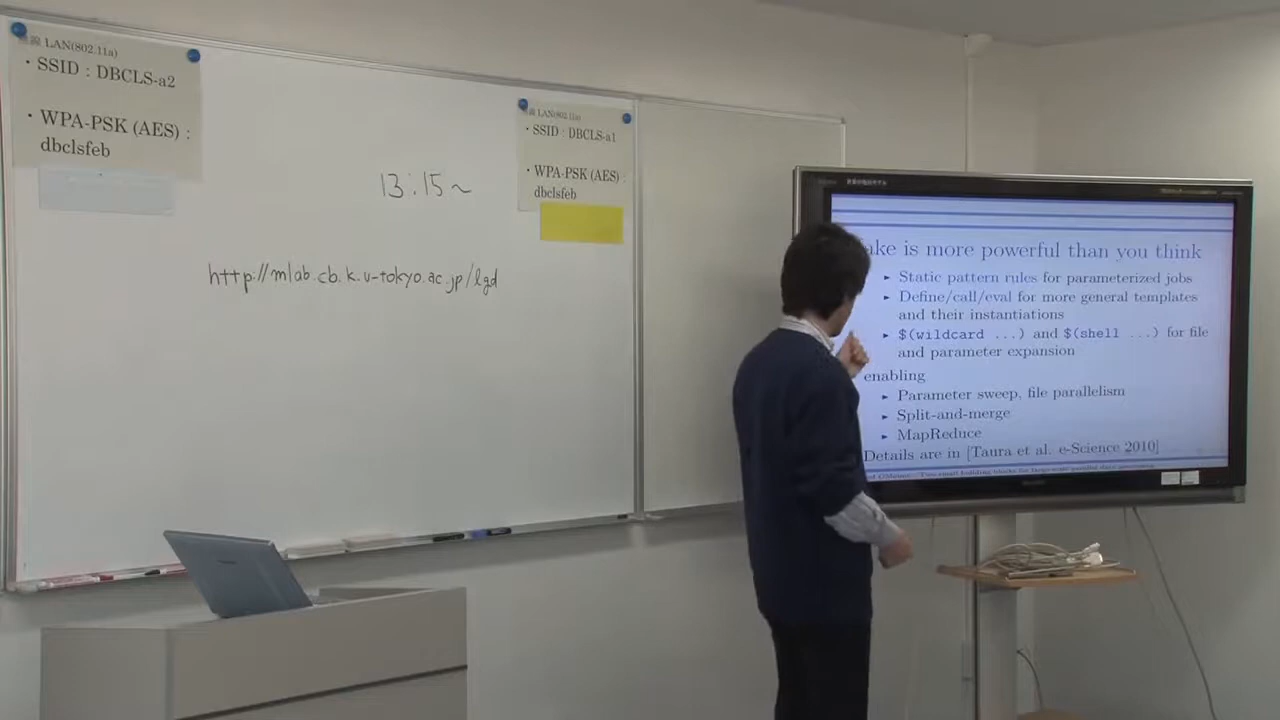 LAN(802.11a)
・SSID : DBCLS-a2
・WPA-PSK (AES) :
dbclsfeb
LAN(802.11a)
・SSID : DBCLS-a1
・WPA-PSK (AES) :
dbclsfeb
13:15~
http://mlab.cb.k.u-tokyo.ac.jp/lgd
ake is more powerful than you think
► Static pattern rules for parameterized jobs
► Define/call/eval for more general templates
and their instantiations
► $(wildcard ...) and $(shell ...) for file
and parameter expansion
enabling
► Parameter sweep, file parallelism
► Split-and-merge
► MapReduce
Details are in [Taura et al. e-Science 2010]